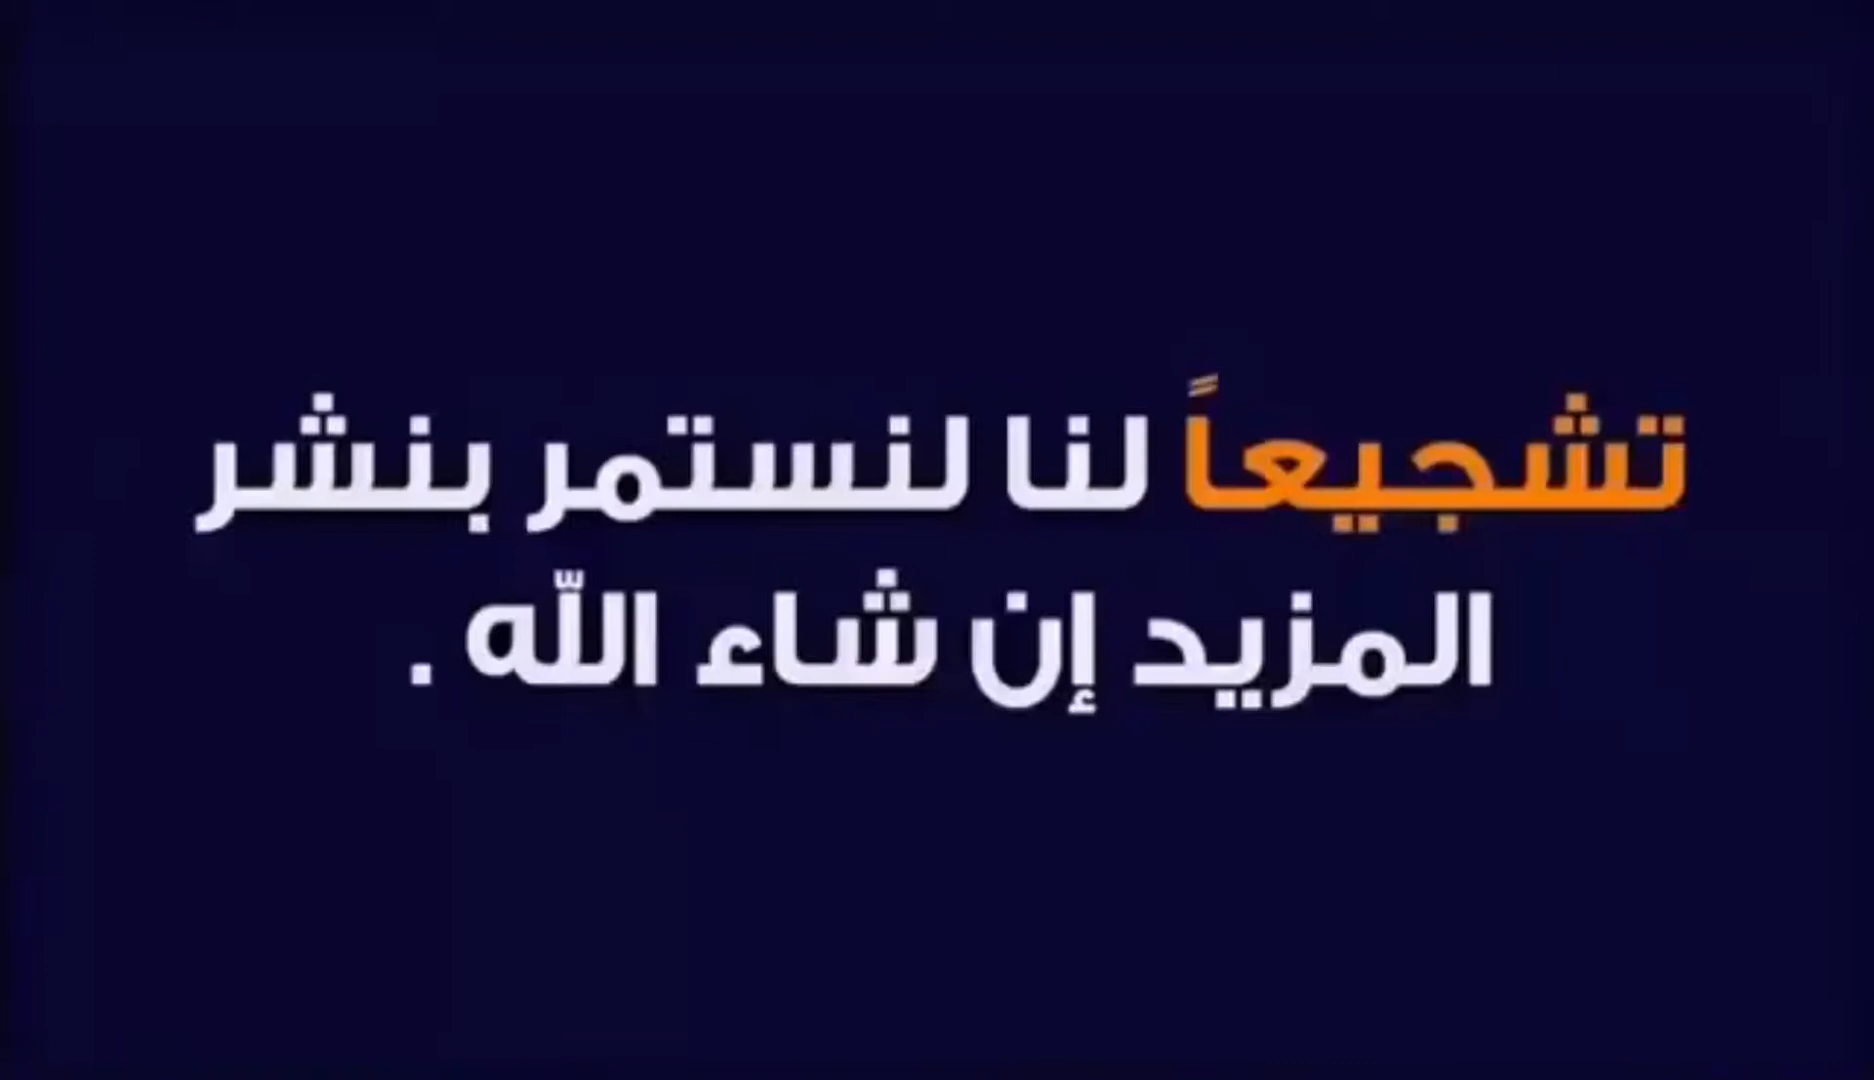 تشجيعاً لنا لنستمر بنشر
المزيد إن شاء اللّه .